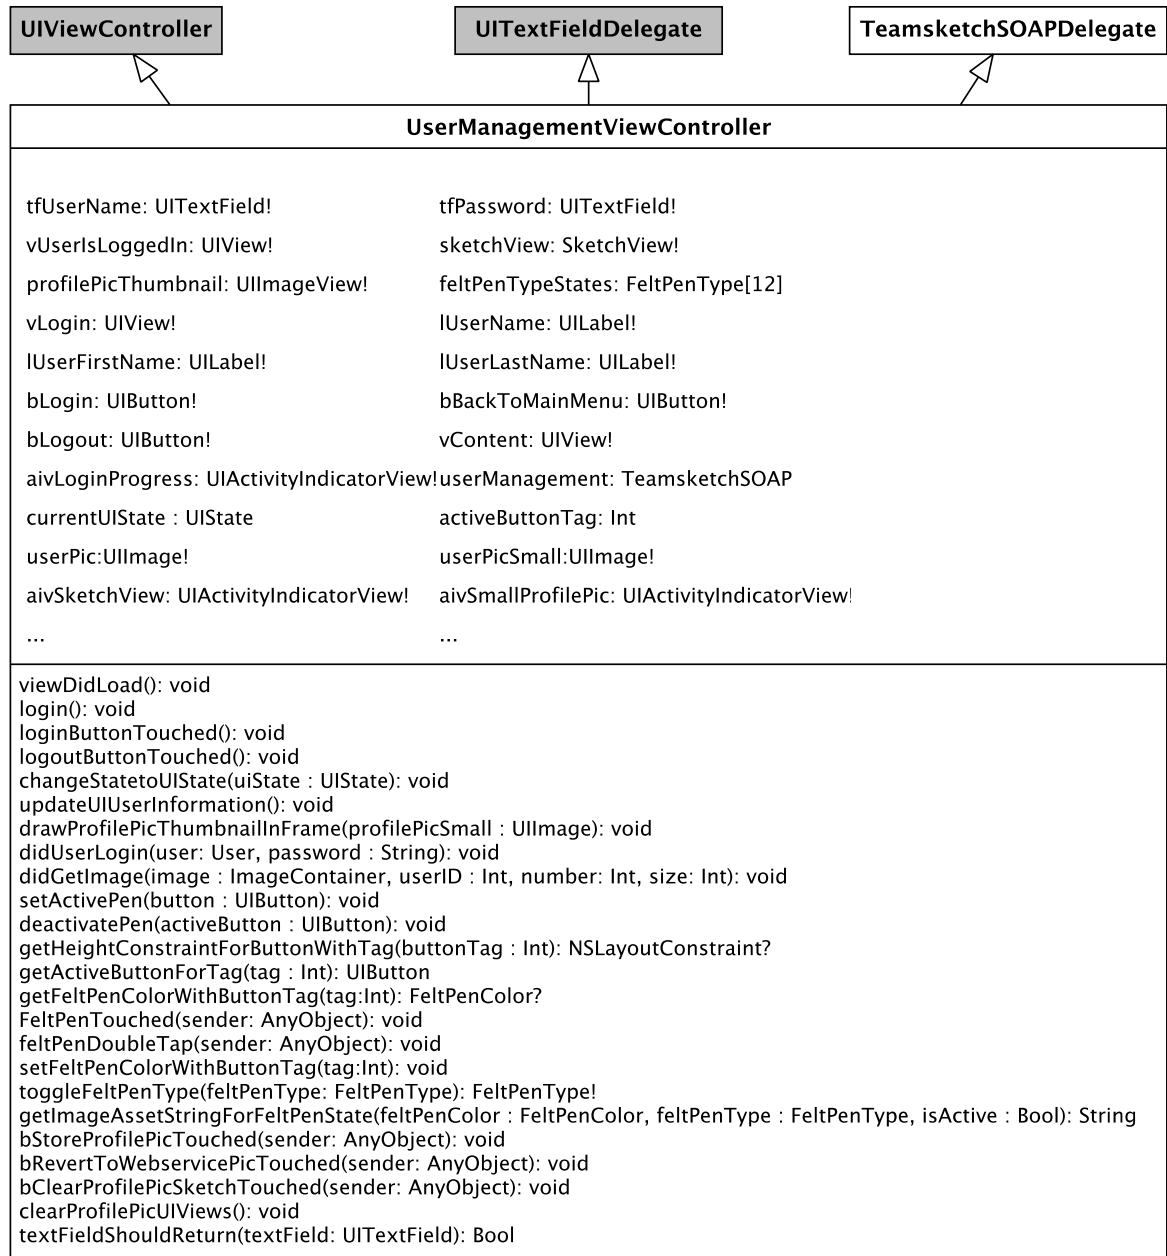 UIViewController UITextFieldDelegate TeamsketchSOAPDelegate
UserManagementViewController
tfUserName: UITextField! tfPassword: UITextField!
vUserIsLoggedIn: UIView! sketchView: SketchView!
profilePicThumbnail: UIImageView! feltPenTypeStates: FeltPenType[12]
vLogin: UIView! lUserName: UILabel!
lUserFirstName: UILabel! lUserLastName: UILabel!
bLogin: UIButton! bBackToMainMenu: UIButton!
bLogout: UIButton! vContent: UIView!
aivLoginProgress: UIActivityIndicatorView! userManagement: TeamsketchSOAP
currentUIState : UIState activeButtonTag: Int
userPic:UIImage! userPicSmall:UIImage!
aivSketchView: UIActivityIndicatorView! aivSmallProfilePic: UIActivityIndicatorView!
... ...
viewDidLoad(): void
login(): void
loginButtonTouched(): void
logoutButtonTouched(): void
changeStatetoUIState(uiState : UIState): void
updateUIUserInformation(): void
drawProfilePicThumbnailInFrame(profilePicSmall : UIImage): void
didUserLogin(user: User, password : String): void
didGetImage(image : ImageContainer, userID : Int, number: Int, size: Int): void
setActivePen(button : UIButton): void
deactivatePen(activeButton : UIButton): void
getHeightConstraintForButtonWithTag(buttonTag : Int): NSLayoutConstraint?
getActiveButtonForTag(tag : Int): UIButton
getFeltPenColorWithButtonTag(tag:Int): FeltPenColor?
FeltPenTouched(sender: AnyObject): void
feltPenDoubleTap(sender: AnyObject): void
setFeltPenColorWithButtonTag(tag:Int): void
toggleFeltPenType(feltPenType: FeltPenType): FeltPenType!
getImageAssetStringForFeltPenState(feltPenColor : FeltPenColor, feltPenType : FeltPenType, isActive : Bool): String
bStoreProfilePicTouched(sender: AnyObject): void
bRevertToWebservicePicTouched(sender: AnyObject): void
bClearProfilePicSketchTouched(sender: AnyObject): void
clearProfilePicUIViews(): void
textFieldShouldReturn(textField: UITextField): Bool